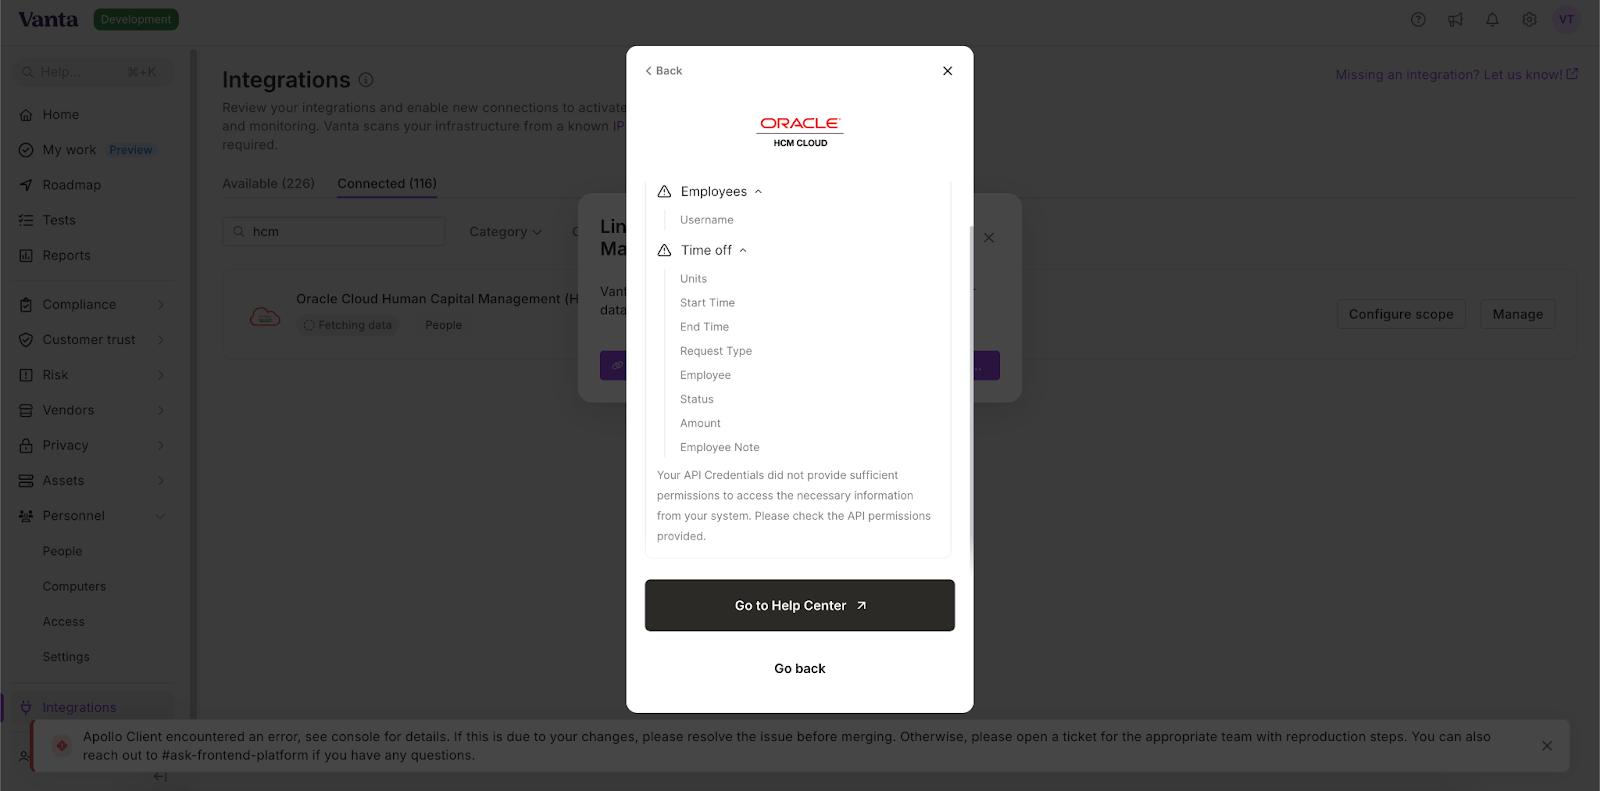 Vanta
Development
VT
Help...
⌘+K
Home
My work
Preview
Roadmap
Tests
Reports
Compliance
Customer trust
Risk
Vendors
Privacy
Assets
Personnel
People
Computers
Access
Settings
Integrations
Integrations
Missing an integration? Let us know!
Review your integrations and enable new connections to activate
and monitoring. Vanta scans your infrastructure from a known IP
required.
Available (226)
Connected (116)
hcm
Category
Oracle Cloud Human Capital Management (H
Fetching data
People
Configure scope
Manage
Back
ORACLE
HCM CLOUD
Employees
Username
Time off
Units
Start Time
End Time
Request Type
Employee
Status
Amount
Employee Note
Your API Credentials did not provide sufficient
permissions to access the necessary information
from your system. Please check the API permissions
provided.
Go to Help Center
Go back
Apollo Client encountered an error, see console for details. If this is due to your changes, please resolve the issue before merging. Otherwise, please open a ticket for the appropriate team with reproduction steps. You can also
reach out to #ask-frontend-platform if you have any questions.